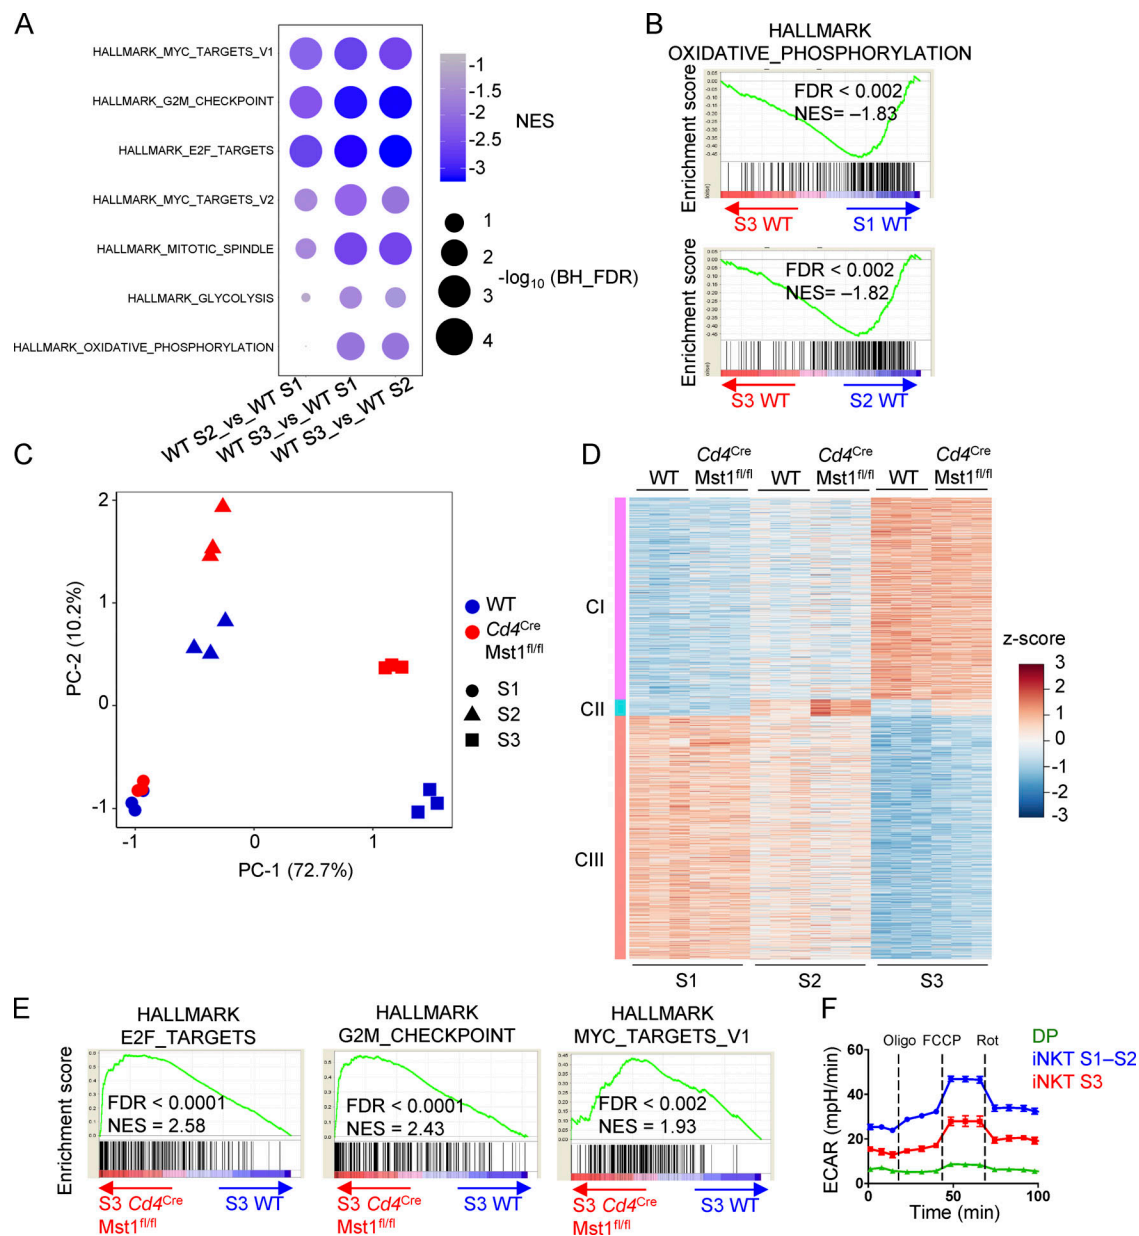 A
HALLMARK_MYC_TARGETS_V1
HALLMARK_G2M_CHECKPOINT
HALLMARK_E2F_TARGETS
HALLMARK_MYC_TARGETS_V2
HALLMARK_MITOTIC_SPINDLE
HALLMARK_GLYCOLYSIS
HALLMARK_OXIDATIVE_PHOSPHORYLATION
WT S2_vs_WT S1
WT S3_vs_WT S1
WT S3_vs_WT S2
-1
-1.5
-2
-2.5
-3
NES
1
2
3
4
-log10 (BH_FDR)
B
HALLMARK
OXIDATIVE_PHOSPHORYLATION
Enrichment score
FDR < 0.002
NES= –1.83
S3 WT
S1 WT
Enrichment score
FDR < 0.002
NES= –1.82
S3 WT
S2 WT
C
PC-2 (10.2%)
2
1
0
-1
-1
0
1
PC-1 (72.7%)
WT
Cd4Cre
Mst1fl/fl
S1
S2
S3
D
WT
Cd4Cre
Mst1fl/fl
WT
Cd4Cre
Mst1fl/fl
WT
Cd4Cre
Mst1fl/fl
CI
CII
CIII
S1
S2
S3
z-score
3
2
1
0
-1
-2
-3
E
Enrichment score
HALLMARK
E2F_TARGETS
FDR < 0.0001
NES = 2.58
S3 Cd4Cre
Mst1fl/fl
S3 WT
HALLMARK
G2M_CHECKPOINT
FDR < 0.0001
NES = 2.43
S3 Cd4Cre
Mst1fl/fl
S3 WT
HALLMARK
MYC_TARGETS_V1
FDR < 0.002
NES = 1.93
S3 Cd4Cre
Mst1fl/fl
S3 WT
F
Oligo FCCP Rot
DP
iNKT S1–S2
iNKT S3
ECAR (mpH/min)
60
40
20
0
0
50
100
Time (min)